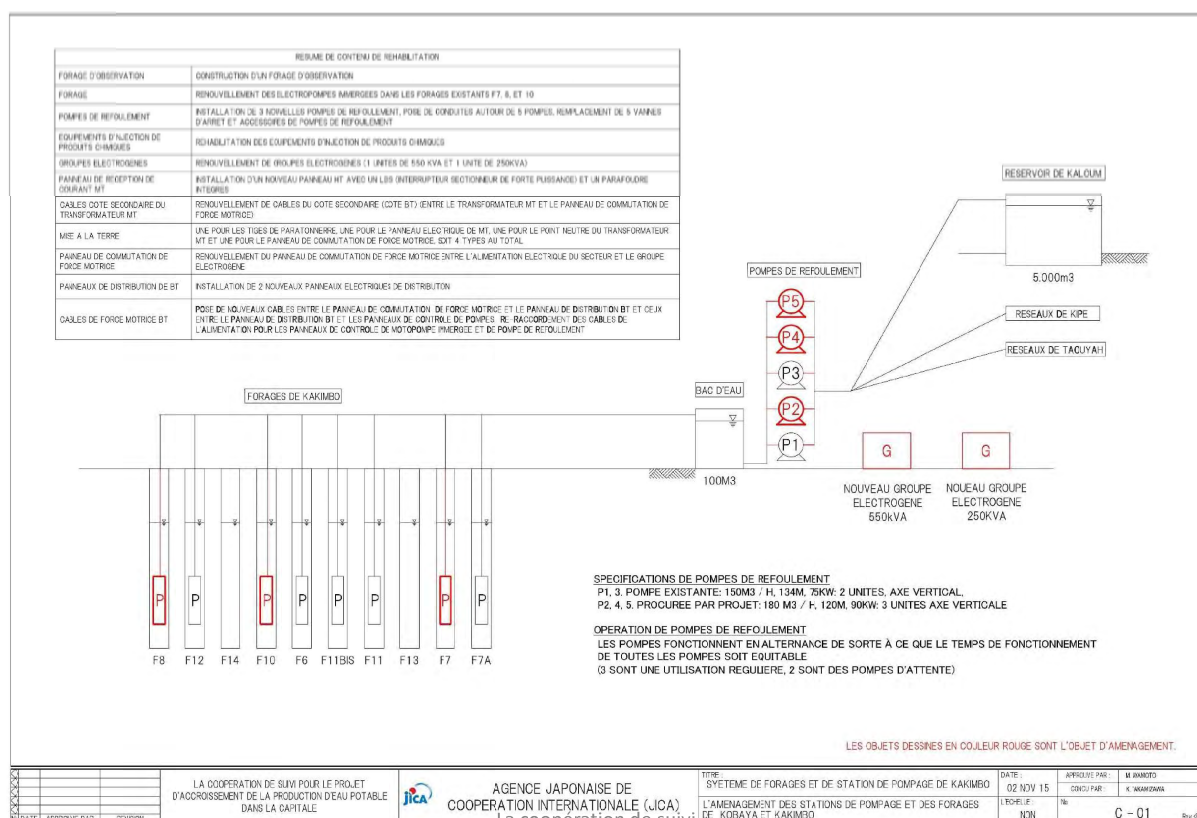 RESUME DE CONTENU DE REHABILITATION
FORAGE D'OBSERVATION
CONSTRUCTION D'UN FORAGE D'OBSERVATION
FORAGE
RENOUVELLEMENT DES ELECTROPOMPES IMMERGEES DANS LES FORAGES EXISTANTS F7, 8, ET 10
POMPES DE REFOULEMENT
INSTALLATION DE 3 NOUVELLES POMPES DE REFOULEMENT, POSE DE CONDUITES AUTOUR DE 5 POMPES, REMPLACEMENT DE 5 VANNES
D'ARRET ET ACCESSOIRES DE POMPES DE REFOULEMENT
EQUIPEMENTS D'INJECTION DE
PRODUITS CHIMIQUES
REHABILITATION DES EQUIPEMENTS D'INJECTION DE PRODUITS CHIMIQUES
GROUPES ELECTROGENES
RENOUVELLEMENT DE GROUPES ELECTROGENES (1 UNITES DE 550 KVA ET 1 UNITE DE 250KVA)
PANNEAU DE RECEPTION DE
COURANT MT
INSTALLATION D'UN NOUVEAU PANNEAU HT AVEC UN LBS (INTERRUPTEUR SECTIONNEUR DE FORTE PUISSANCE) ET UN PARAFOUDRE
INTEGRES
CABLES COTE SECONDAIRE DU
TRANSFORMATEUR MT
RENOUVELLEMENT DE CABLES DU COTE SECONDAIRE (COTE BT) (ENTRE LE TRANSFORMATEUR MT ET LE PANNEAU DE COMMUTATION DE
FORCE MOTRICE)
MISE A LA TERRE
UNE POUR LES TIGES DE PARATONNERRE, UNE POUR LE PANNEAU ELECTRIQUE DE MT, UNE POUR LE POINT NEUTRE DU TRANSFORMATEUR
MT ET UNE POUR LE PANNEAU DE COMMUTATION DE FORCE MOTRICE, SOIT 4 TYPES AU TOTAL
PANNEAU DE COMMUTATION DE
FORCE MOTRICE
RENOUVELLEMENT DU PANNEAU DE COMMUTATION DE FORCE MOTRICE ENTRE L'ALIMENTATION ELECTRIQUE DU SECTEUR ET LE GROUPE
ELECTROGENE
PANNEAUX DE DISTRIBUTION DE BT
INSTALLATION DE 2 NOUVEAUX PANNEAUX ELECTRIQUES DE DISTRIBUTION
CABLES DE FORCE MOTRICE BT
POSE DE NOUVEAUX CABLES ENTRE LE PANNEAU DE COMMUTATION DE FORCE MOTRICE ET LE PANNEAU DE DISTRIBUTION BT ET CEUX
ENTRE LE PANNEAU DE DISTRIBUTION BT ET LES PANNEAUX DE CONTROLE DE POMPES. RE-RACCORDEMENT DES CABLES DE
L'ALIMENTATION POUR LES PANNEAUX DE CONTROLE DE MOTOPOMPE IMMERGEE ET DE POMPE DE REFOULEMENT
RESERVOIR DE KALOUM
5.000m3
POMPES DE REFOULEMENT
P5
P4
P3
P2
P1
RESEAUX DE KIPE
RESEAUX DE TAOUYAH
FORAGES DE KAKIMBO
BAC D'EAU
100M3
G
G
NOUVEAU GROUPE
ELECTROGENE
550kVA
NOUEAU GROUPE
ELECTROGENE
250KVA
P P P P P P P P
F8 F12 F14 F10 F6 F11BIS F11 F13 F7 F7A
SPECIFICATIONS DE POMPES DE REFOULEMENT
P1, 3. POMPE EXISTANTE: 150M3 / H, 134M, 75KW: 2 UNITES, AXE VERTICAL,
P2, 4, 5. PROCUREE PAR PROJET: 180 M3 / H, 120M, 90KW: 3 UNITES AXE VERTICALE
OPERATION DE POMPES DE REFOULEMENT
LES POMPES FONCTIONNENT EN ALTERNANCE DE SORTE À CE QUE LE TEMPS DE FONCTIONNEMENT
DE TOUTES LES POMPES SOIT EQUITABLE
(3 SONT UNE UTILISATION REGULIERE, 2 SONT DES POMPES D'ATTENTE)
LES OBJETS DESSINES EN COULEUR ROUGE SONT L'OBJET D'AMENAGEMENT.
LA COOPERATION DE SUIVI POUR LE PROJET
D'ACCROISSEMENT DE LA PRODUCTION D'EAU POTABLE
DANS LA CAPITALE
jica
AGENCE JAPONAISE DE
COOPERATION INTERNATIONALE (JICA)
La coopération de suivi
TITRE :
SYETEME DE FORAGES ET DE STATION DE POMPAGE DE KAKIMBO
L'AMENAGEMENT DES STATIONS DE POMPAGE ET DES FORAGES
DE KOBAYA ET KAKIMBO
DATE :
02 NOV 15
APPROUVE PAR :
CONCU PAR :
L'ECHELLE :
NON
No
C - 01